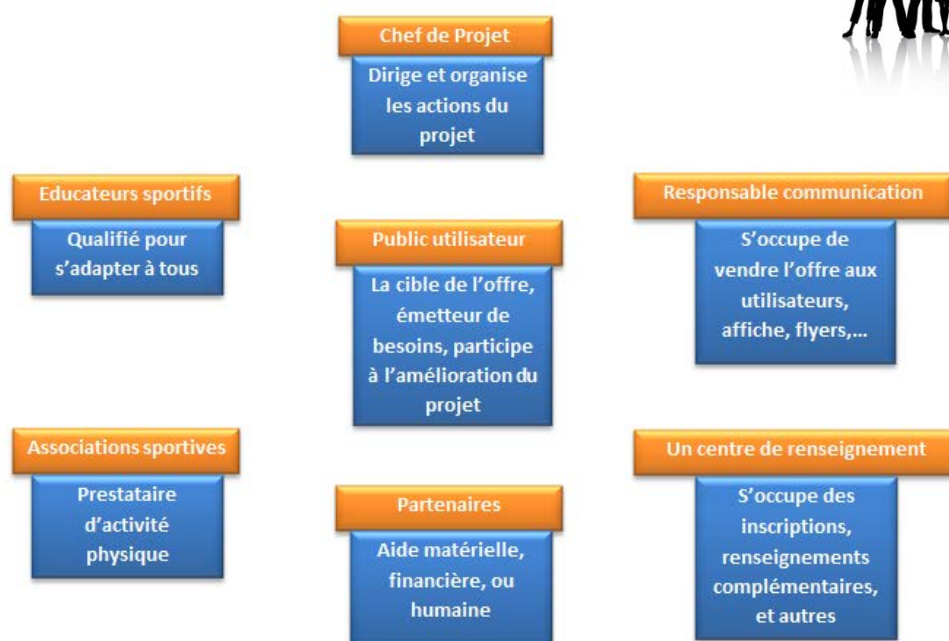 Chef de Projet
Dirige et organise
les actions du
projet
Educateurs sportifs
Qualifié pour
s’adapter à tous
Public utilisateur
La cible de l’offre,
émetteur de
besoins, participe
à l’amélioration du
projet
Responsable communication
S’occupe de
vendre l’offre aux
utilisateurs,
affiche, flyers,...
Associations sportives
Prestataire
d’activité
physique
Partenaires
Aide matérielle,
financière, ou
humaine
Un centre de renseignement
S’occupe des
inscriptions,
renseignements
complémentaires,
et autres